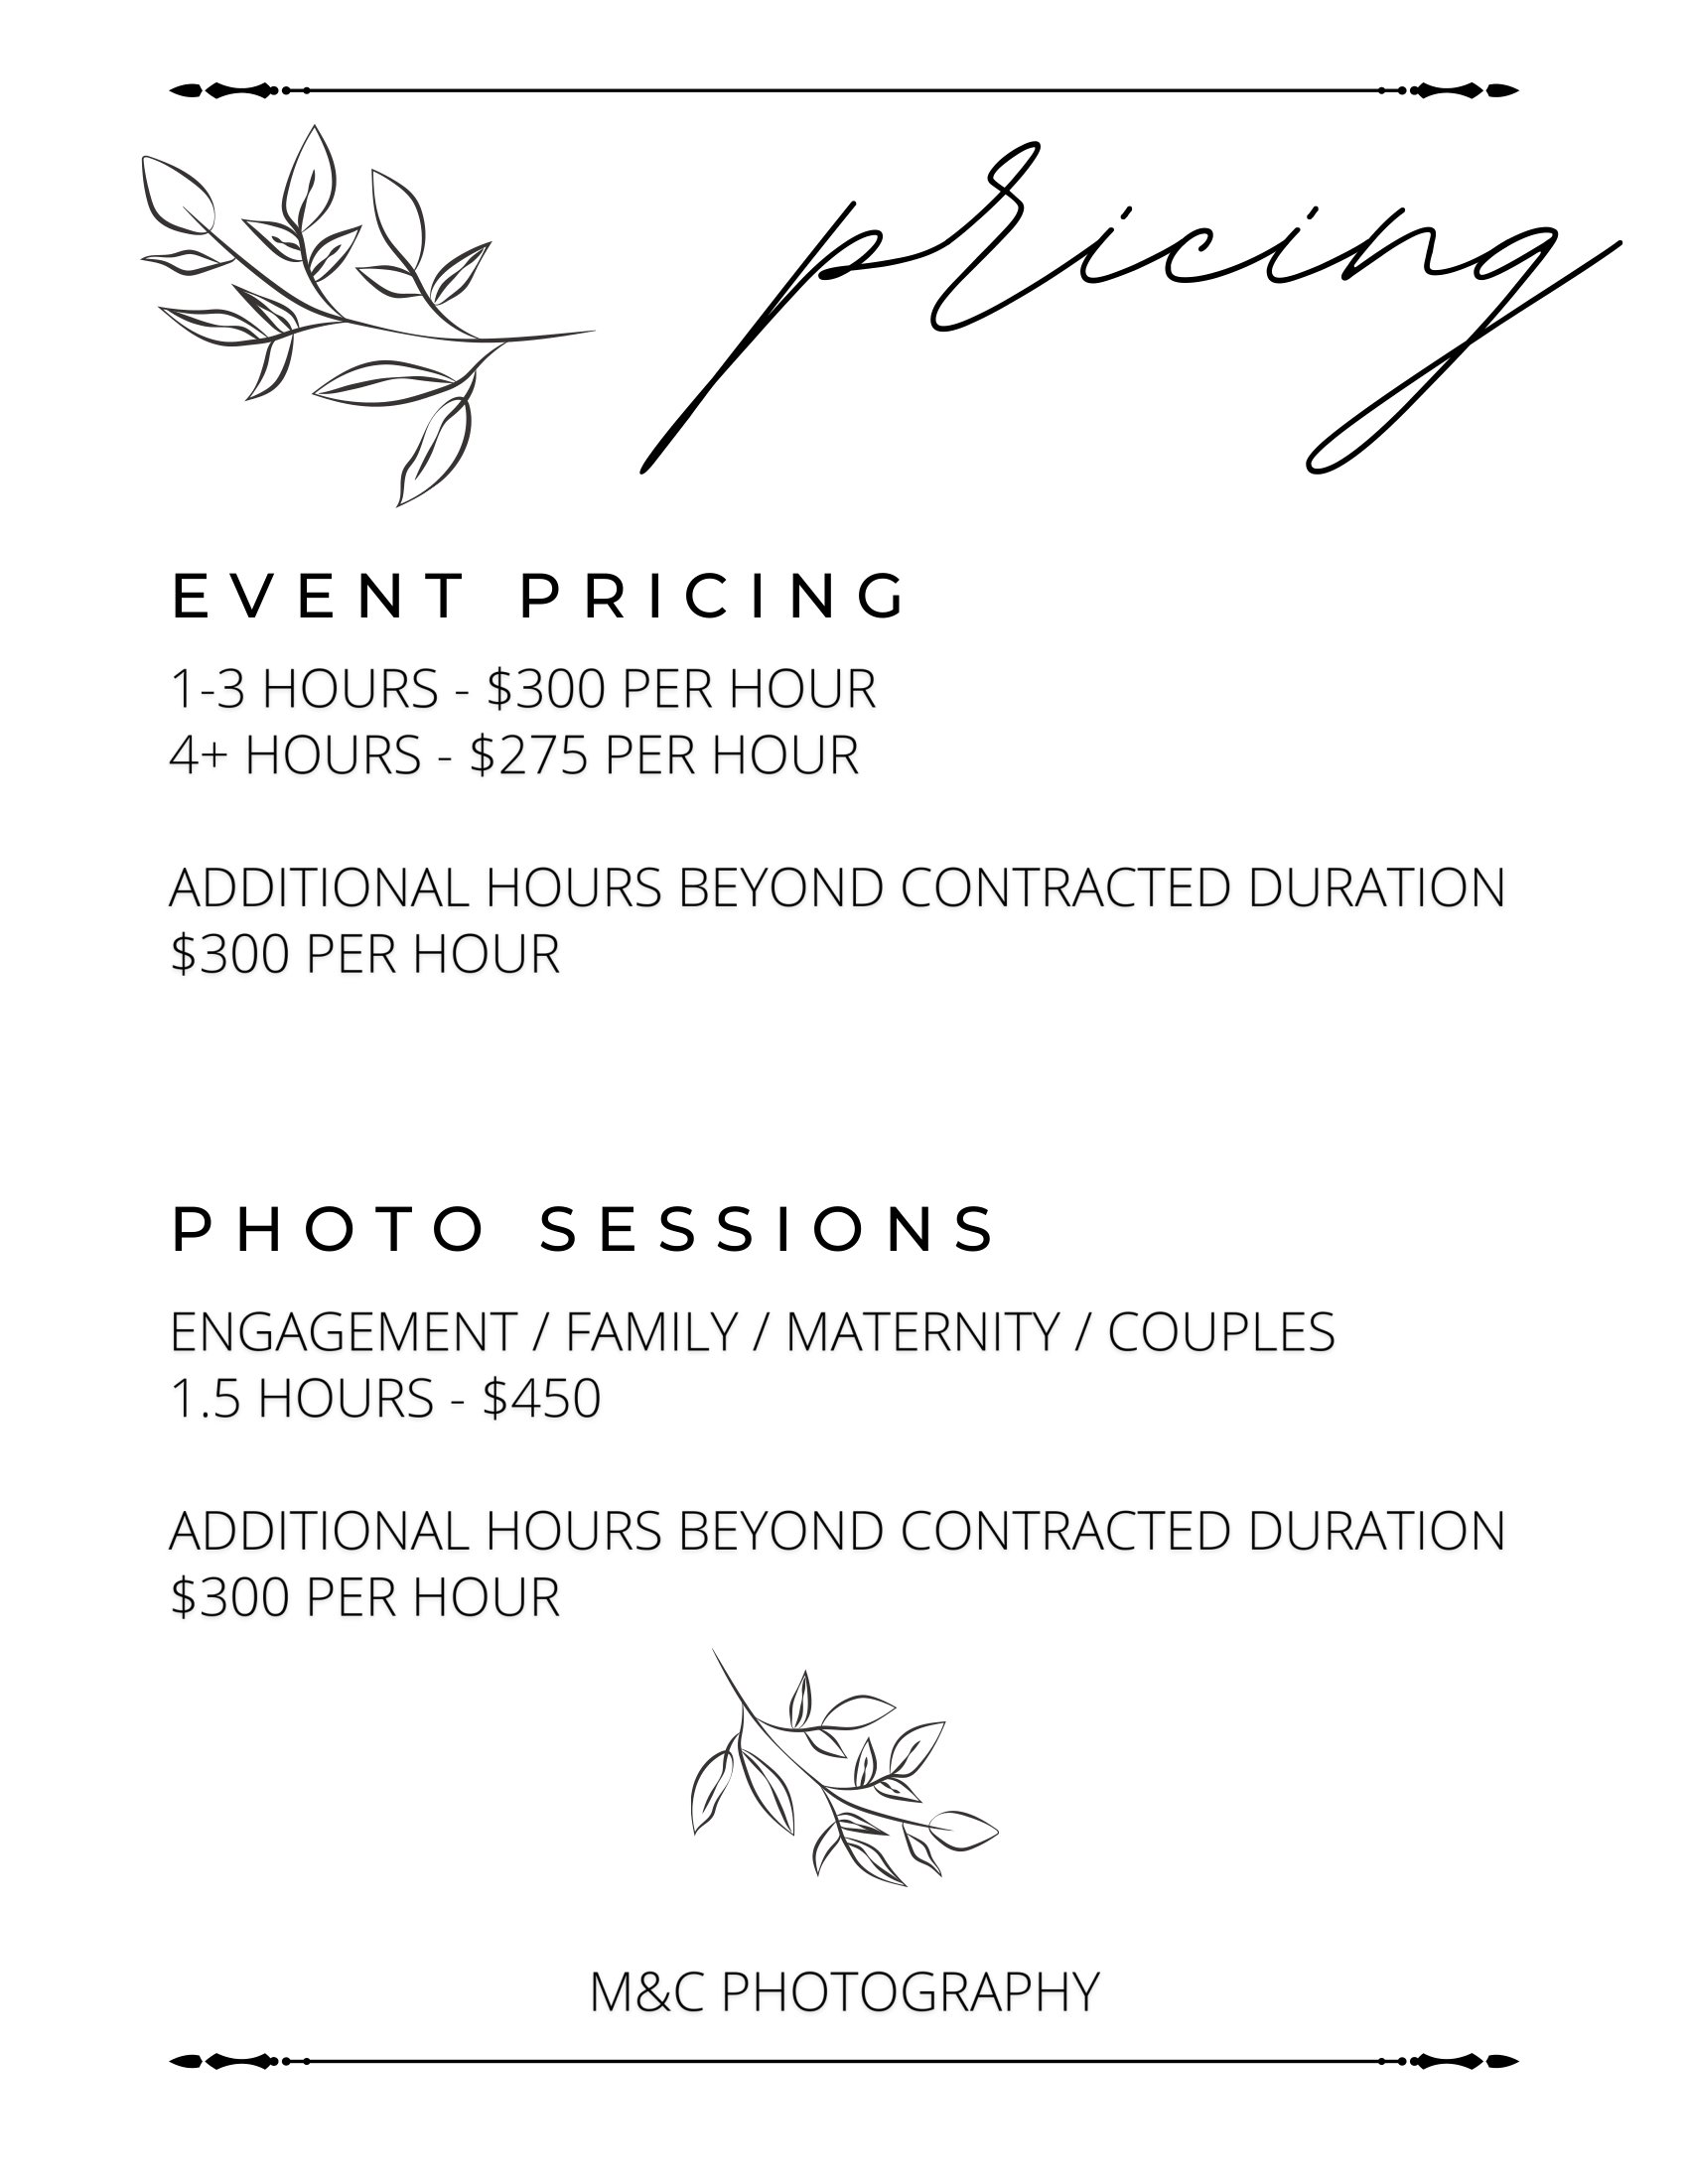 pricing
EVENT PRICING
1-3 HOURS - $300 PER HOUR
4+ HOURS - $275 PER HOUR
ADDITIONAL HOURS BEYOND CONTRACTED DURATION
$300 PER HOUR
PHOTO SESSIONS
ENGAGEMENT / FAMILY / MATERNITY / COUPLES
1.5 HOURS - $450
ADDITIONAL HOURS BEYOND CONTRACTED DURATION
$300 PER HOUR
M&C PHOTOGRAPHY